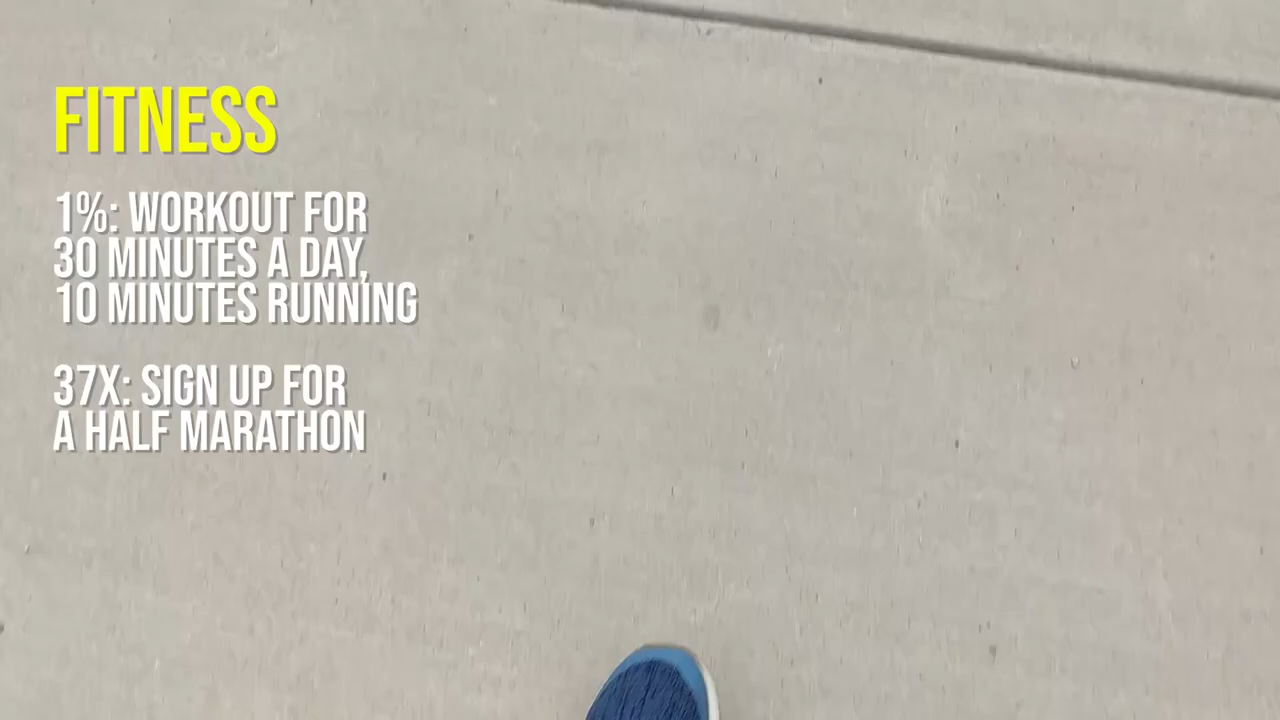 FITNESS
1%: WORKOUT FOR
30 MINUTES A DAY,
10 MINUTES RUNNING
37X: SIGN UP FOR
A HALF MARATHON